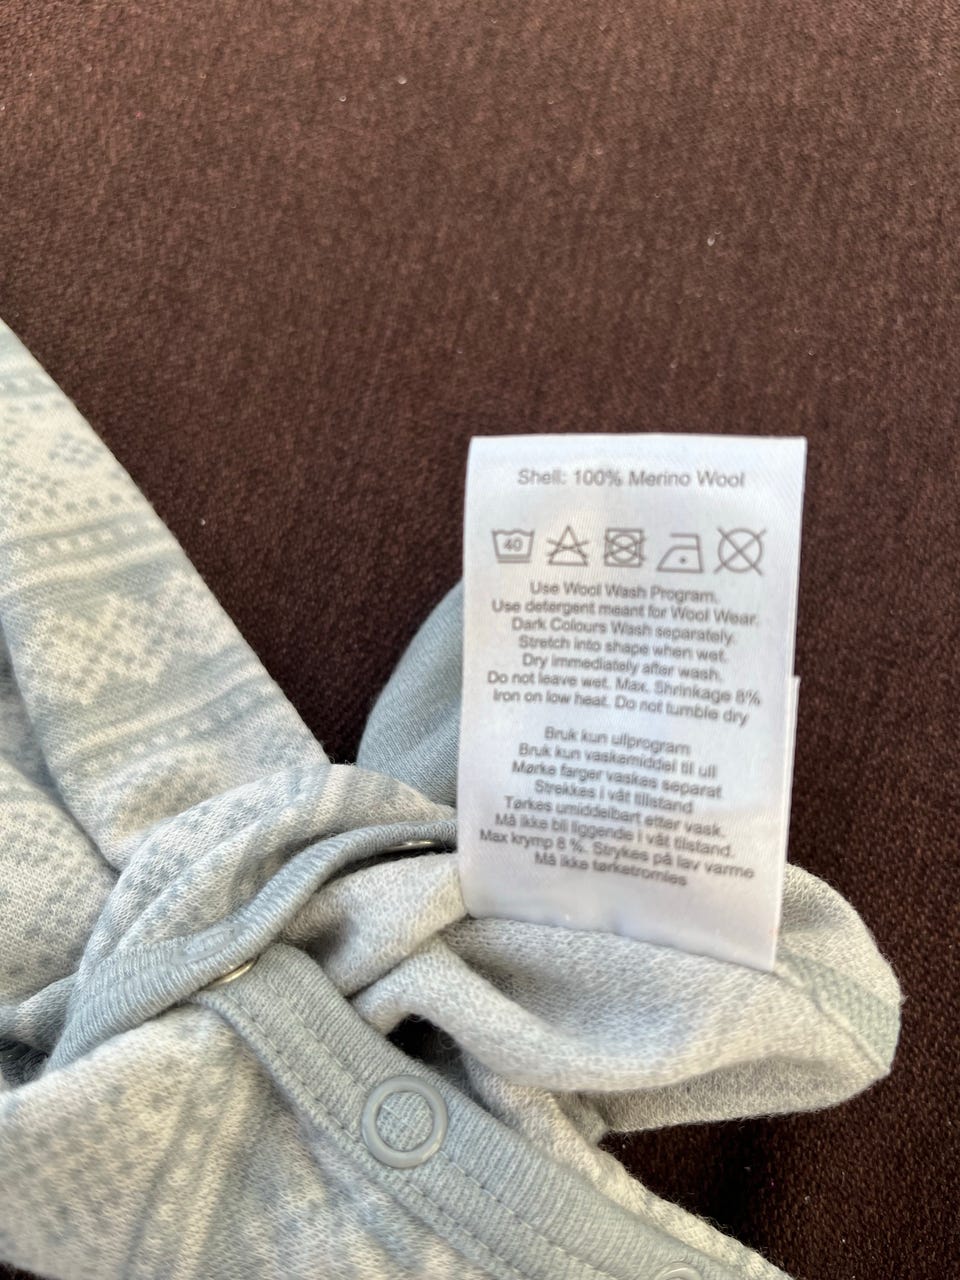 Shell: 100% Merino Wool
40
Use Wool Wash Program.
Use detergent meant for Wool Wear.
Dark Colours Wash separately.
Stretch into shape when wet.
Dry immediately after wash.
Do not leave wet. Max. Shrinkage 8%
Iron on low heat. Do not tumble dry
Bruk kun ullprogram
Bruk kun vaskemiddel til ull
Mørke farger vaskes separat
Strekkes i våt tillstand
Tørkes umiddelbart etter vask.
Må ikke bli liggende i våt tilstand.
Max krymp 8 %. Strykes på lav varme
Må ikke tørketromles